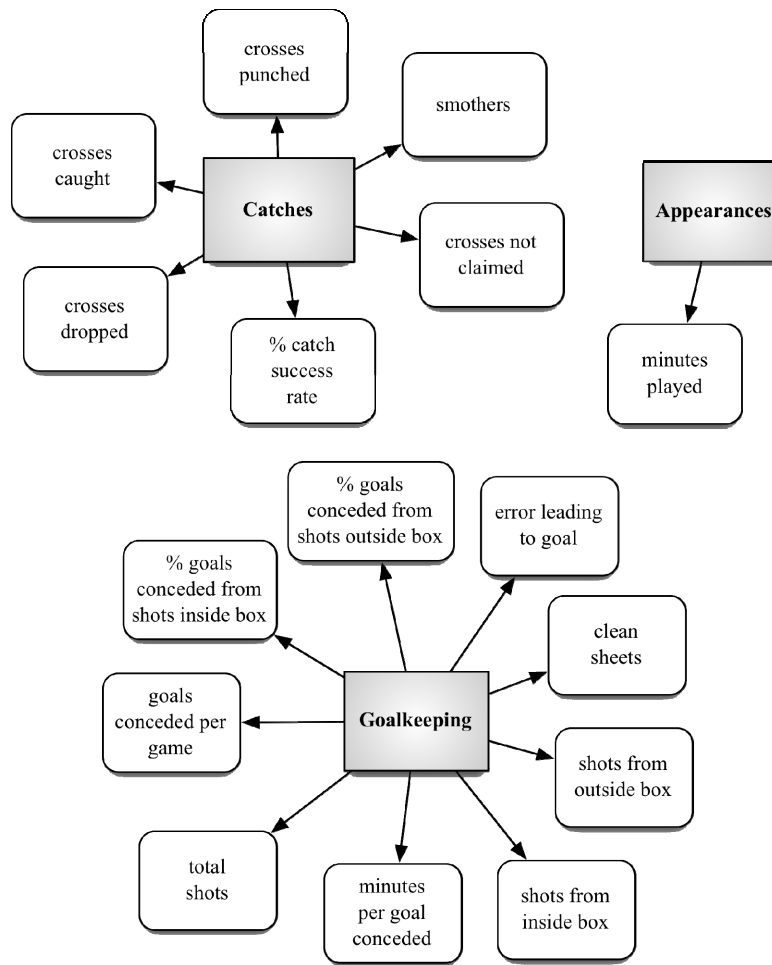 crosses
punched
smothers
crosses
caught
Catches
Appearances
crosses not
claimed
crosses
dropped
% catch
success
rate
minutes
played
% goals
conceded from
shots outside box
error leading
to goal
% goals
conceded from
shots inside box
clean
sheets
goals
conceded per
game
Goalkeeping
shots from
outside box
total
shots
minutes
per goal
conceded
shots from
inside box